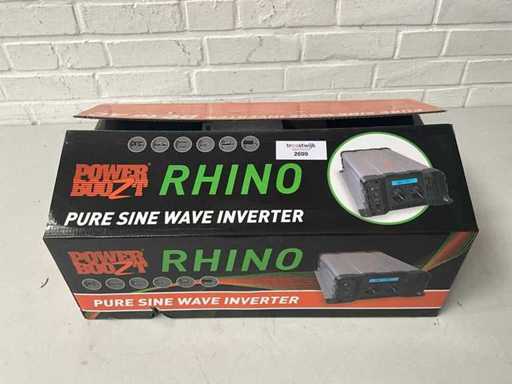 troostwijk
2699
POWER
BOOZT
RHINO
PURE SINE WAVE INVERTER
POWER
BOOZT
RHINO
PURE SINE WAVE INVERTER